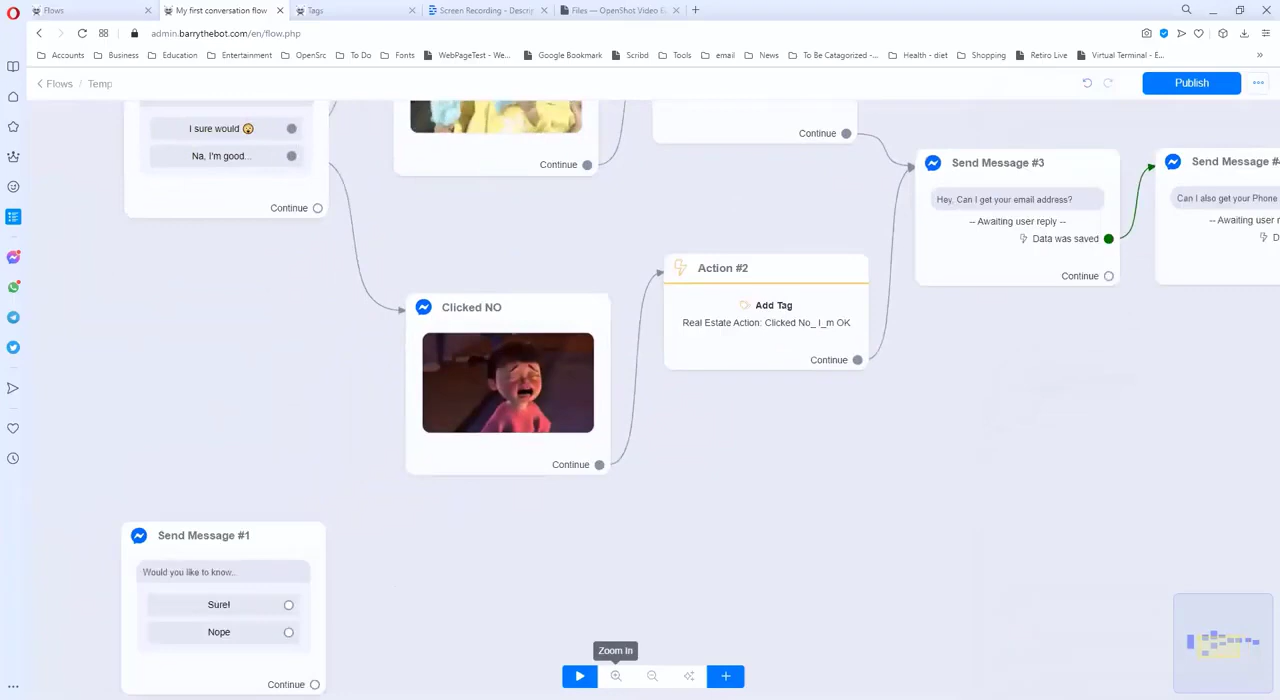 Flows
My first conversation flow
Tags
Screen Recording - Descri
Files — OpenShot Video E
admin.barrythebot.com/en/flow.php
Accounts
Business
Education
Entertainment
OpenSrc
To Do
Fonts
WebPageTest - We...
Google Bookmark
Scribd
Tools
email
News
To Be Catagorized -...
Health - diet
Shopping
Retiro Live
Virtual Terminal - E...
»
Flows / Temp
Publish
I sure would 😲
Na, I'm good...
Continue
Continue
Continue
Send Message #3
Hey, Can I get your email address?
-- Awaiting user reply --
Data was saved
Continue
Send Message #4
Can I also get your Phone
-- Awaiting user r
D
Clicked NO
Continue
Action #2
Add Tag
Real Estate Action: Clicked No_ I_m OK
Continue
Send Message #1
Would you like to know...
Sure!
Nope
Continue
Zoom In